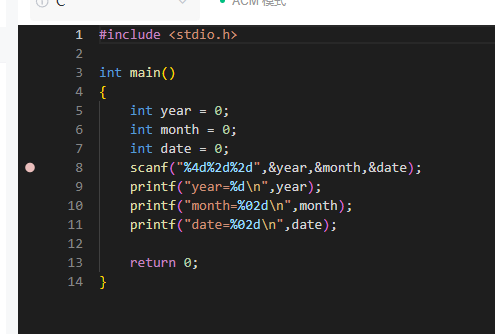 C
ACM 模式
1 #include <stdio.h>
2
3 int main()
4 {
5 int year = 0;
6 int month = 0;
7 int date = 0;
8 scanf("%4d%2d%2d",&year,&month,&date);
9 printf("year=%d\n",year);
10 printf("month=%02d\n",month);
11 printf("date=%02d\n",date);
12
13 return 0;
14 }